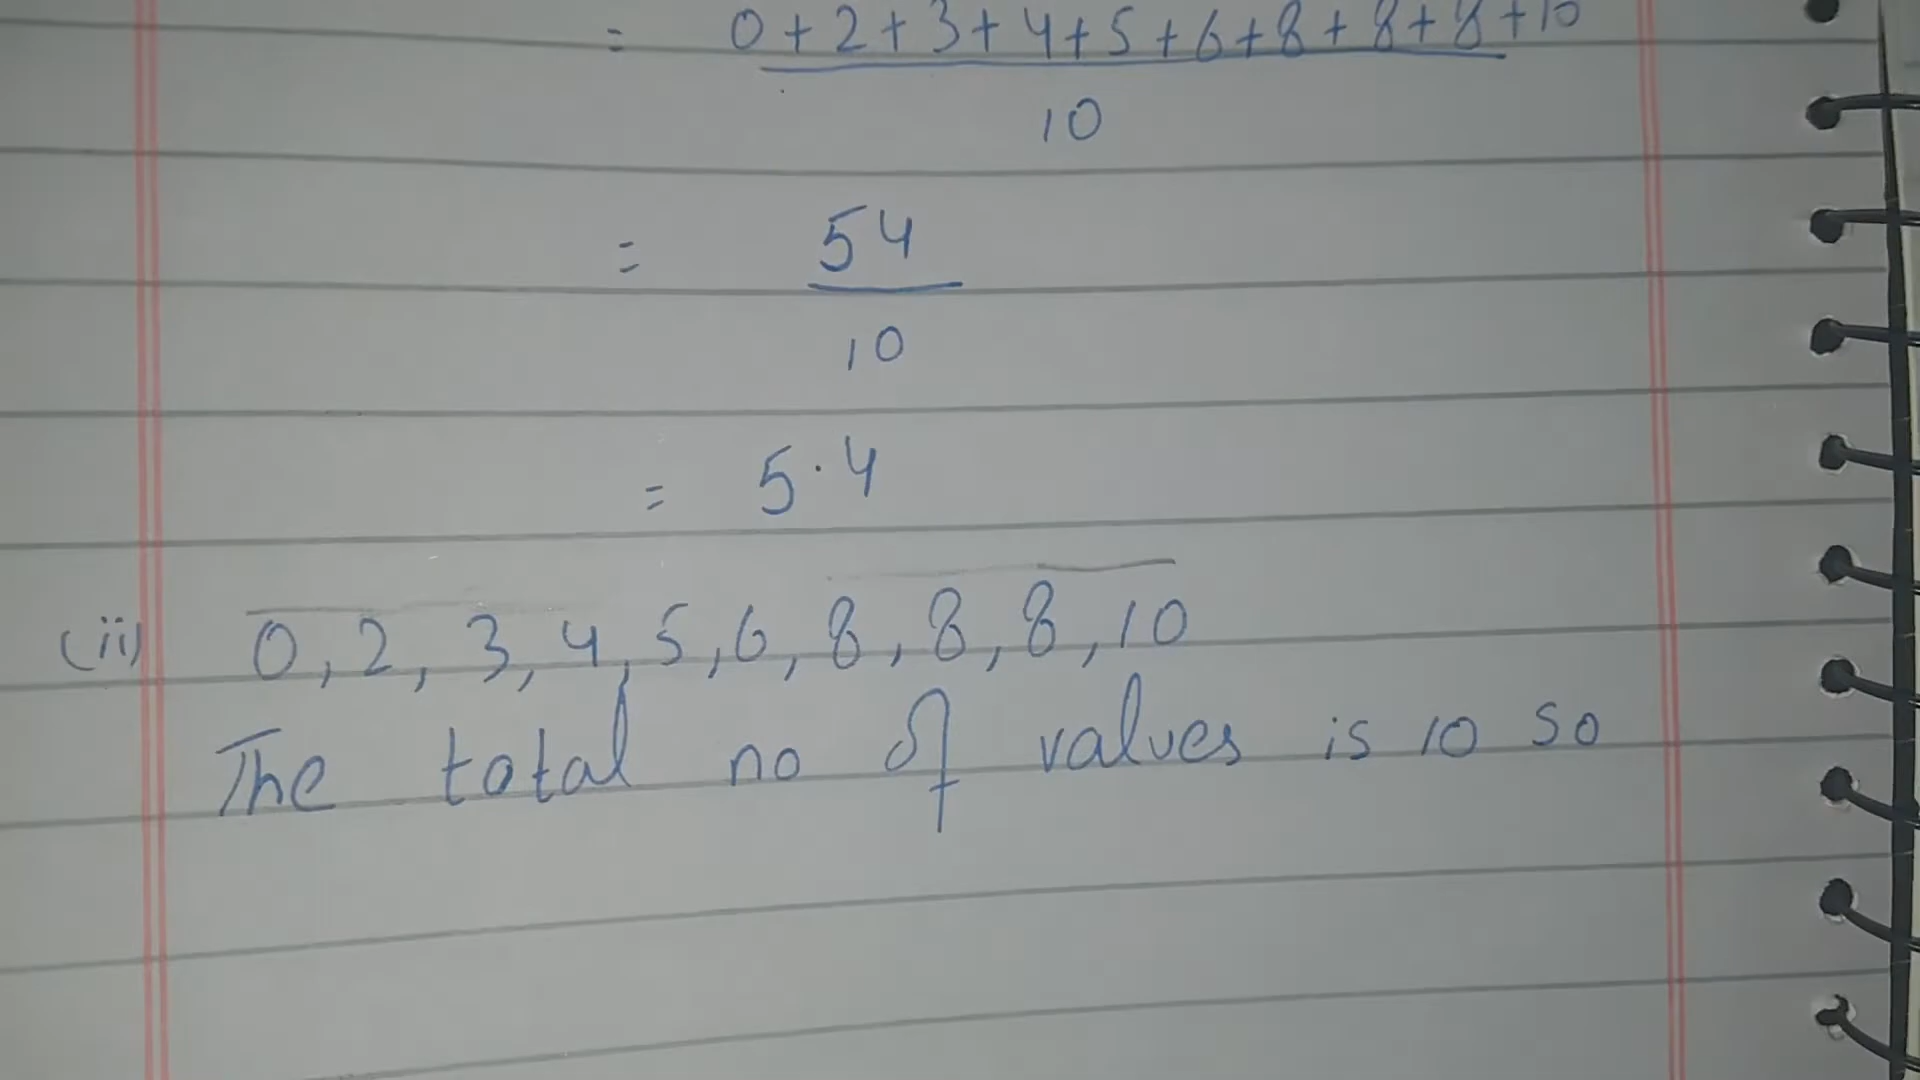 = 0+2+3+4+5+6+8+8+8+10
10
= 54
10
= 5.4
(ii) 0, 2, 3, 4, 5, 6, 8, 8, 8, 10
The total no of values is 10 so